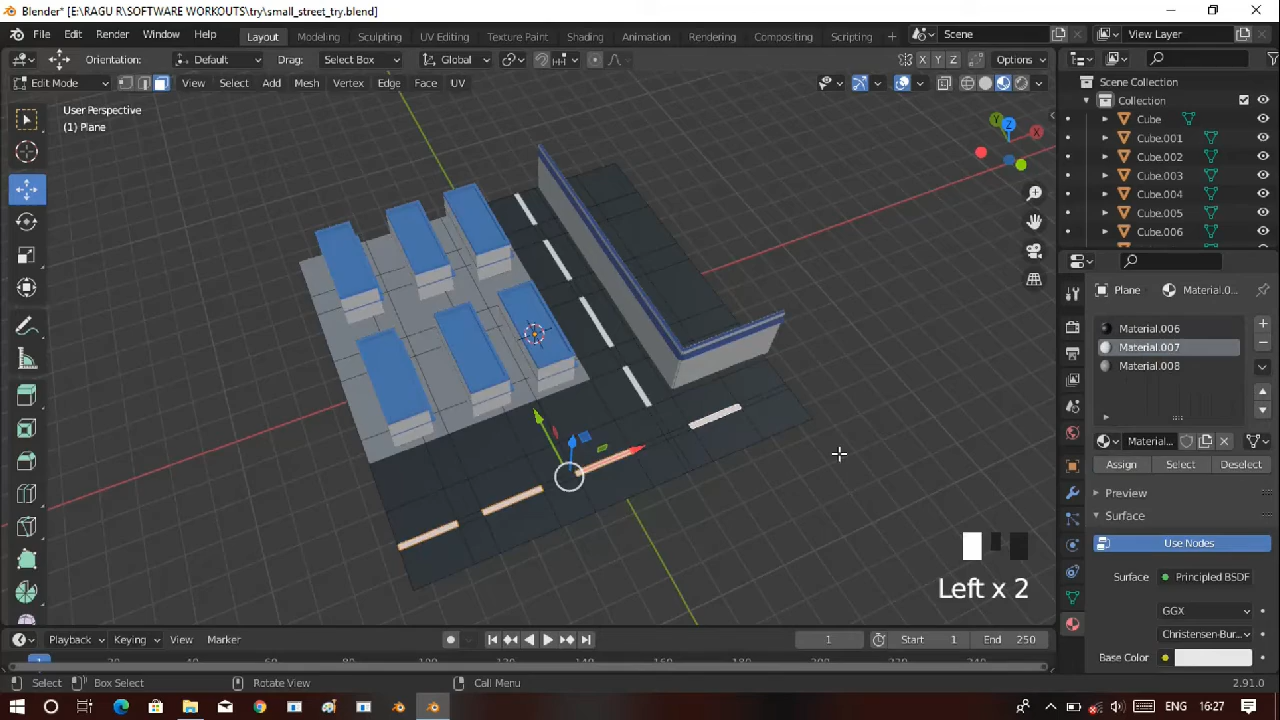 Blender* [E:\RAGU R\SOFTWARE WORKOUTS\try\small_street_try.blend]
File Edit Render Window Help Layout Modeling Sculpting UV Editing Texture Paint Shading Animation Rendering Compositing Scripting Scene View Layer
Orientation: Default Drag: Select Box Global X Y Z Options
Edit Mode View Select Add Mesh Vertex Edge Face UV
User Perspective
(1) Plane
Scene Collection
Collection
Cube
Cube.001
Cube.002
Cube.003
Cube.004
Cube.005
Cube.006
Y Z X
Plane Material.0...
Material.006
Material.007
Material.008
Material...
Assign Select Deselect
Preview
Surface
Use Nodes
Surface Principled BSDF
GGX
Christensen-Bur...
Base Color
Left x 2
Playback Keying View Marker 1 Start 1 End 250
Select Box Select Rotate View Call Menu 2.91.0
ENG 16:27